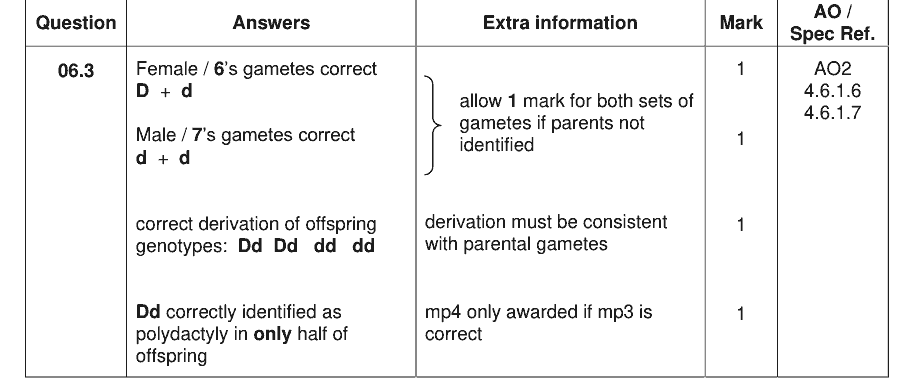 Question Answers Extra information Mark AO /
Spec Ref.
06.3 Female / 6's gametes correct 1 AO2
D + d 4.6.1.6
4.6.1.7
allow 1 mark for both sets of
gametes if parents not
identified
Male / 7's gametes correct 1
d + d
correct derivation of offspring derivation must be consistent 1
genotypes: Dd Dd dd dd with parental gametes
Dd correctly identified as mp4 only awarded if mp3 is 1
polydactyly in only half of correct
offspring